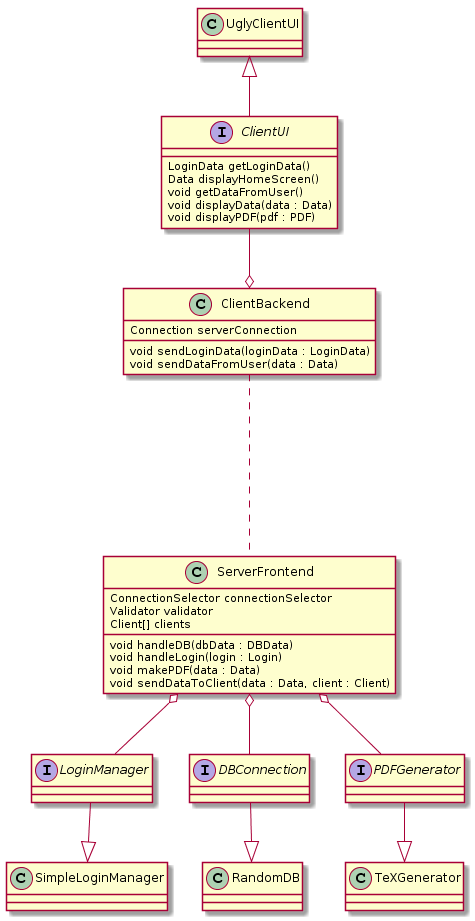 C UglyClientUI
I ClientUI
LoginData getLoginData()
Data displayHomeScreen()
void getDataFromUser()
void displayData(data : Data)
void displayPDF(pdf : PDF)
C ClientBackend
Connection serverConnection
void sendLoginData(loginData : LoginData)
void sendDataFromUser(data : Data)
C ServerFrontend
ConnectionSelector connectionSelector
Validator validator
Client[] clients
void handleDB(dbData : DBData)
void handleLogin(login : Login)
void makePDF(data : Data)
void sendDataToClient(data : Data, client : Client)
I LoginManager
I DBConnection
I PDFGenerator
C SimpleLoginManager
C RandomDB
C TeXGenerator